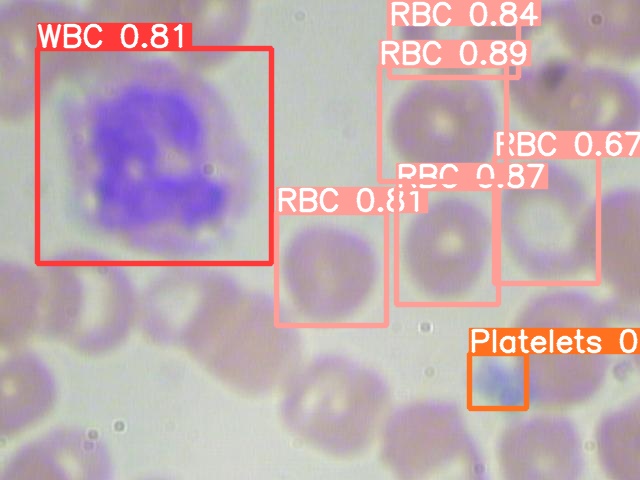 RBC 0.84
WBC 0.81
RBC 0.89
RBC 0.67
RBC 0.87
RBC 0.81
Platelets 0